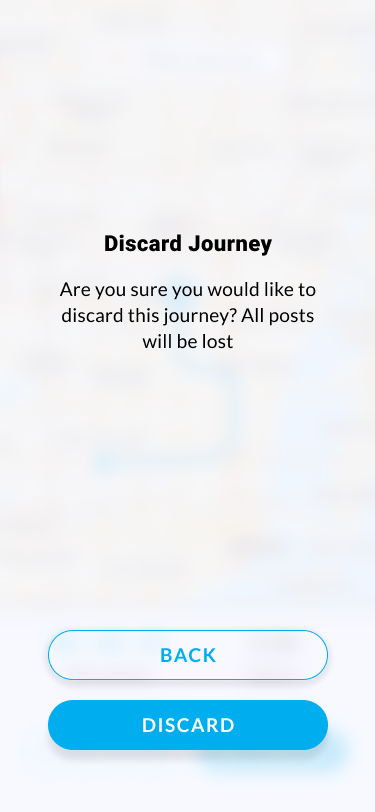 Discard Journey
Are you sure you would like to
discard this journey? All posts
will be lost
BACK
DISCARD